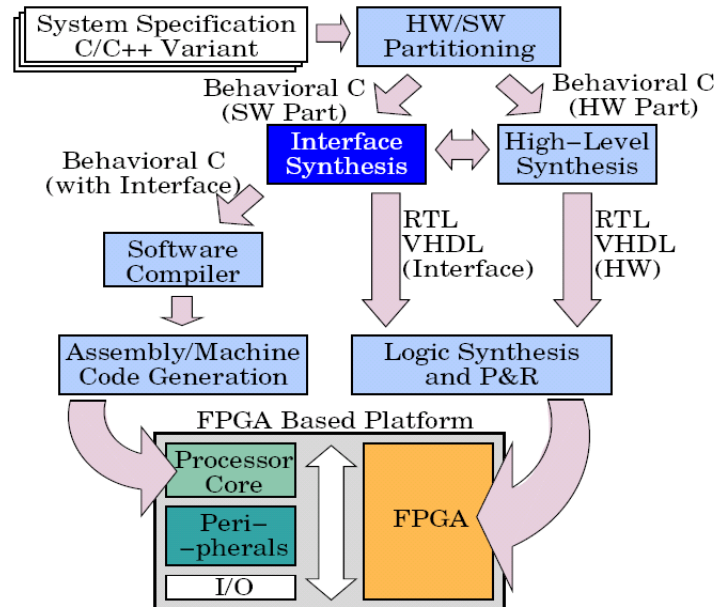 System Specification
C/C++ Variant
HW/SW
Partitioning
Behavioral C
(SW Part)
Behavioral C
(HW Part)
Interface
Synthesis
High-Level
Synthesis
Behavioral C
(with Interface)
RTL
VHDL
(Interface)
RTL
VHDL
(HW)
Software
Compiler
Assembly/Machine
Code Generation
Logic Synthesis
and P&R
FPGA Based Platform
Processor
Core
Peri-
-pherals
I/O
FPGA